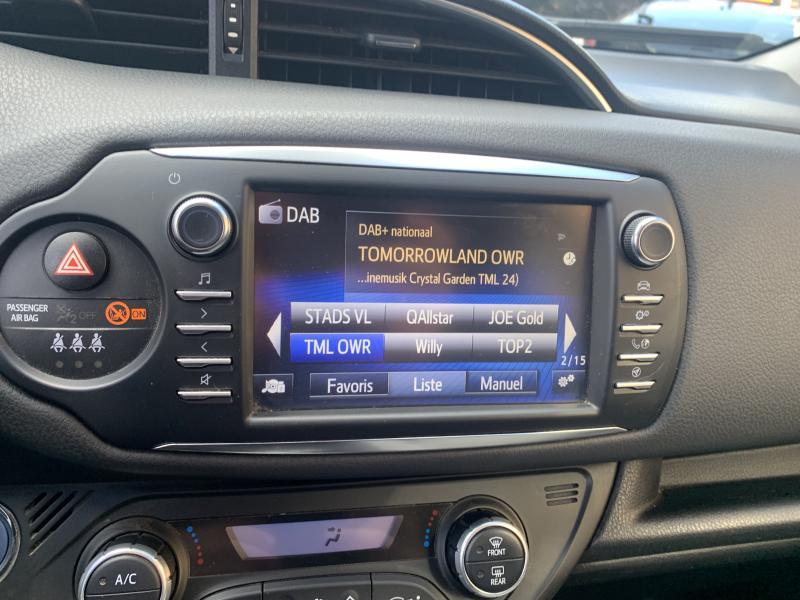 DAB
DAB+ nationaal
TOMORROWLAND OWR
...inemusik Crystal Garden TML 24)
STADS VL QAllstar JOE Gold
TML OWR Willy TOP2
2/15
Favoris Liste Manuel
PASSENGER
AIR BAG
OFF
ON
A/C
FRONT
REAR